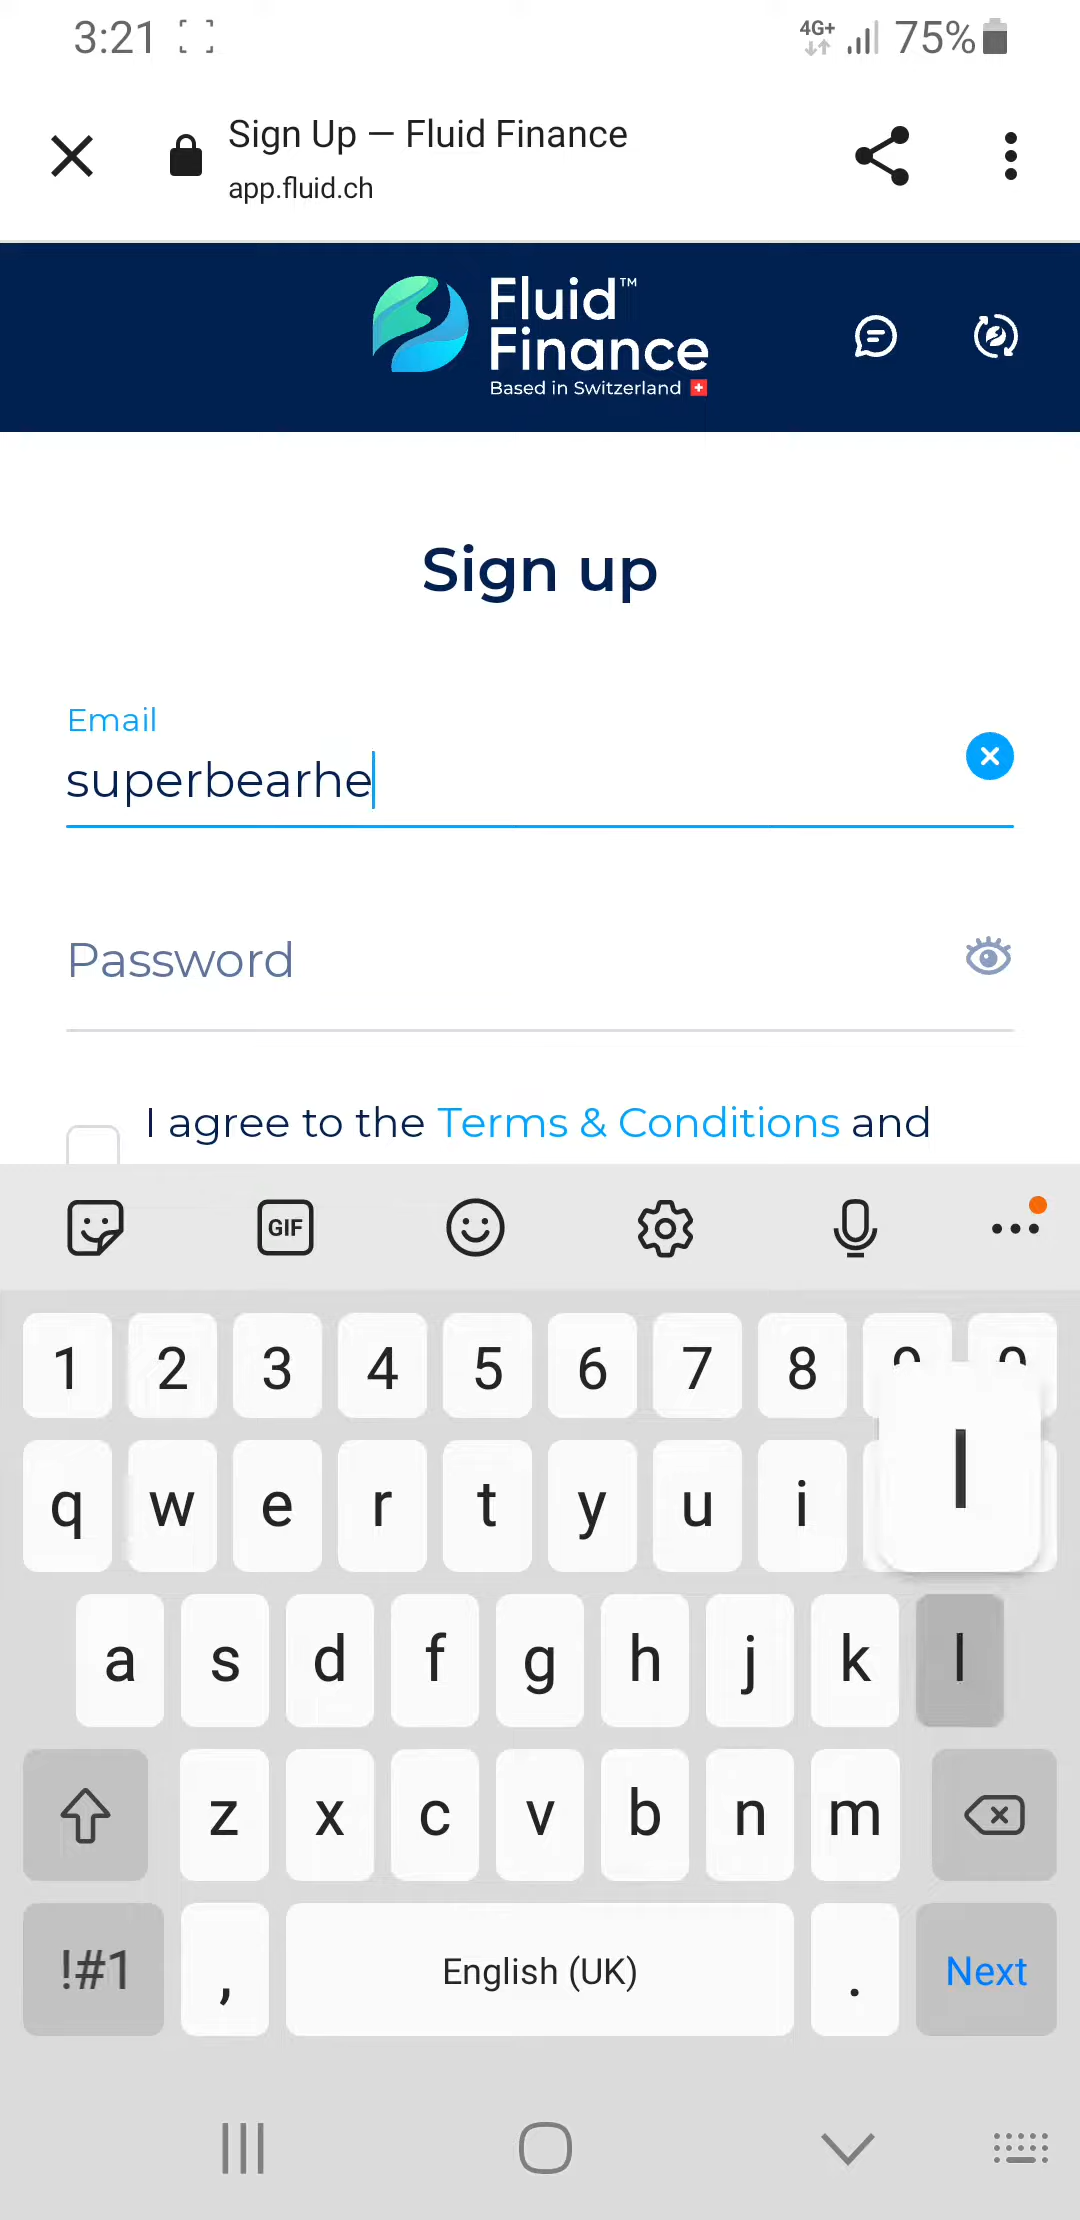 3:21 4G+ 75%
Sign Up — Fluid Finance
app.fluid.ch
Fluid™
Finance
Based in Switzerland
Sign up
Email
superbearhe
Password
I agree to the Terms & Conditions and
GIF
1 2 3 4 5 6 7 8
q w e r t y u i l
a s d f g h j k l
z x c v b n m
!#1 , English (UK) . Next